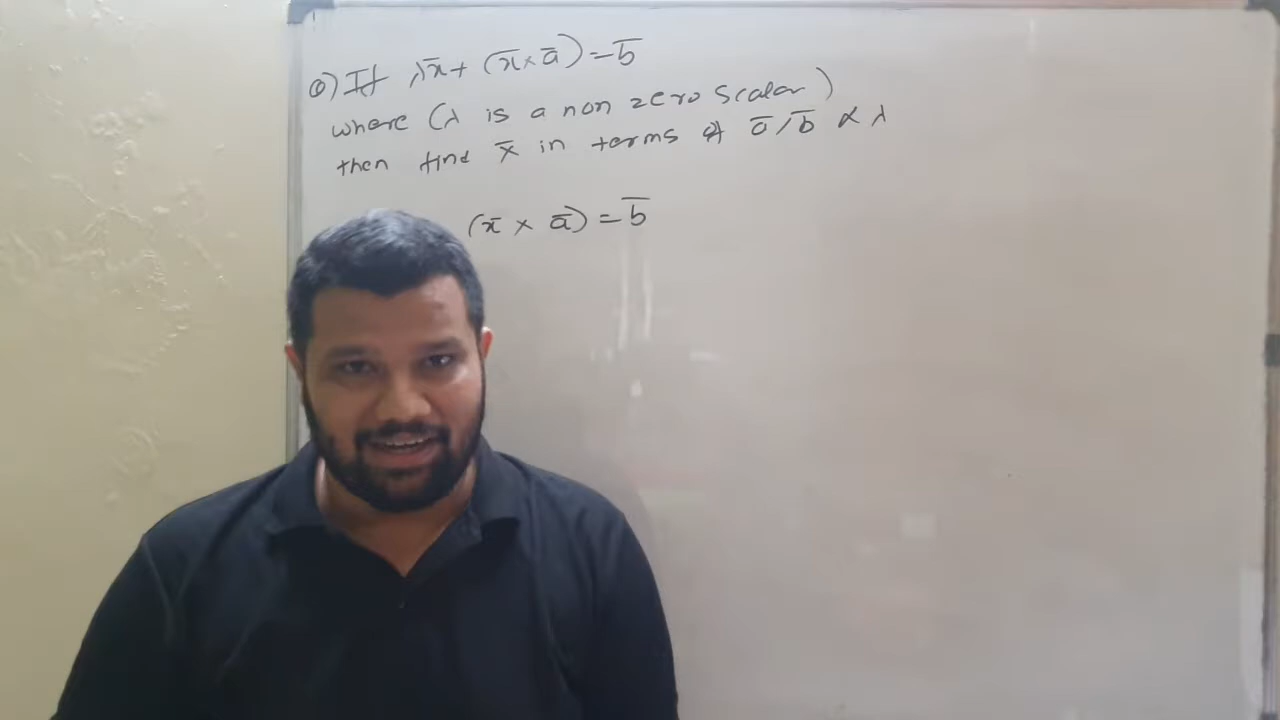 Q) If λx̄ + (x̄ × ā) = b̄
where (λ is a non zero scalar)
then find x̄ in terms of ā / b̄ & λ
(x̄ × ā) = b̄